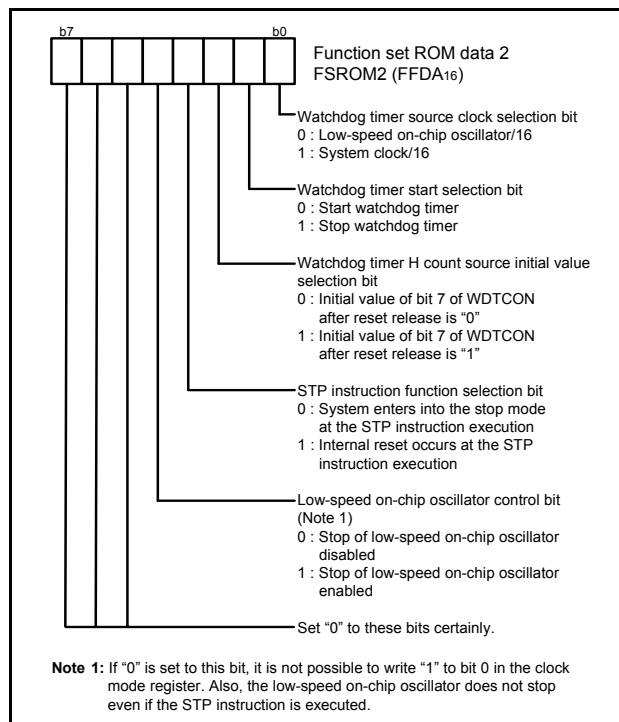 b7 b0
Function set ROM data 2
FSROM2 (FFDA16)
Watchdog timer source clock selection bit
0 : Low-speed on-chip oscillator/16
1 : System clock/16
Watchdog timer start selection bit
0 : Start watchdog timer
1 : Stop watchdog timer
Watchdog timer H count source initial value
selection bit
0 : Initial value of bit 7 of WDTCON
after reset release is “0”
1 : Initial value of bit 7 of WDTCON
after reset release is “1”
STP instruction function selection bit
0 : System enters into the stop mode
at the STP instruction execution
1 : Internal reset occurs at the STP
instruction execution
Low-speed on-chip oscillator control bit
(Note 1)
0 : Stop of low-speed on-chip oscillator
disabled
1 : Stop of low-speed on-chip oscillator
enabled
Set “0” to these bits certainly.
Note 1: If “0” is set to this bit, it is not possible to write “1” to bit 0 in the clock
mode register. Also, the low-speed on-chip oscillator does not stop
even if the STP instruction is executed.